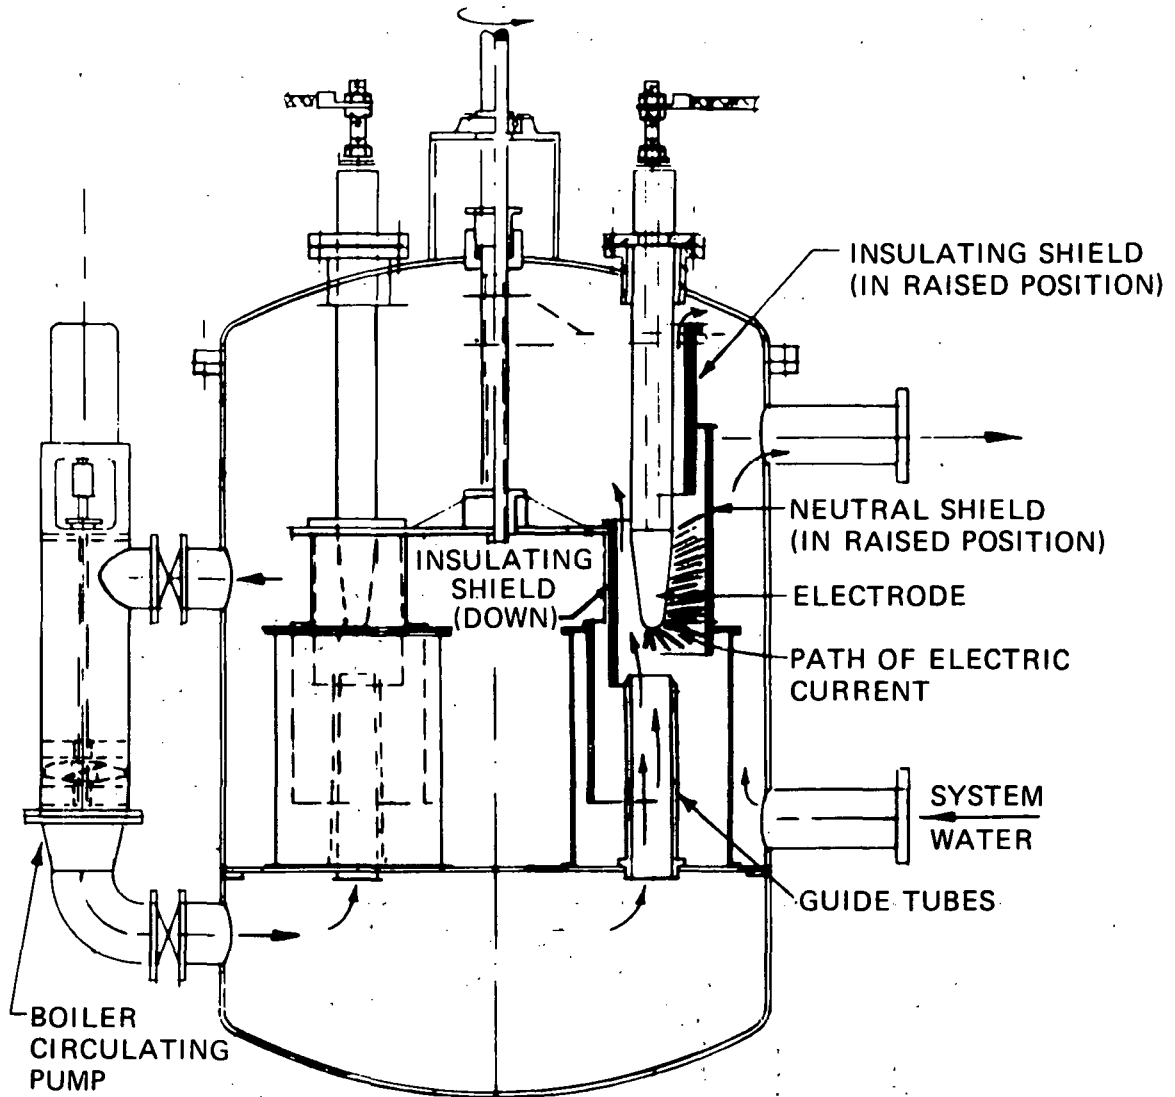 INSULATING SHIELD
(IN RAISED POSITION)
NEUTRAL SHIELD
(IN RAISED POSITION)
INSULATING
SHIELD
(DOWN)
ELECTRODE
PATH OF ELECTRIC
CURRENT
SYSTEM
WATER
GUIDE TUBES
BOILER
CIRCULATING
PUMP